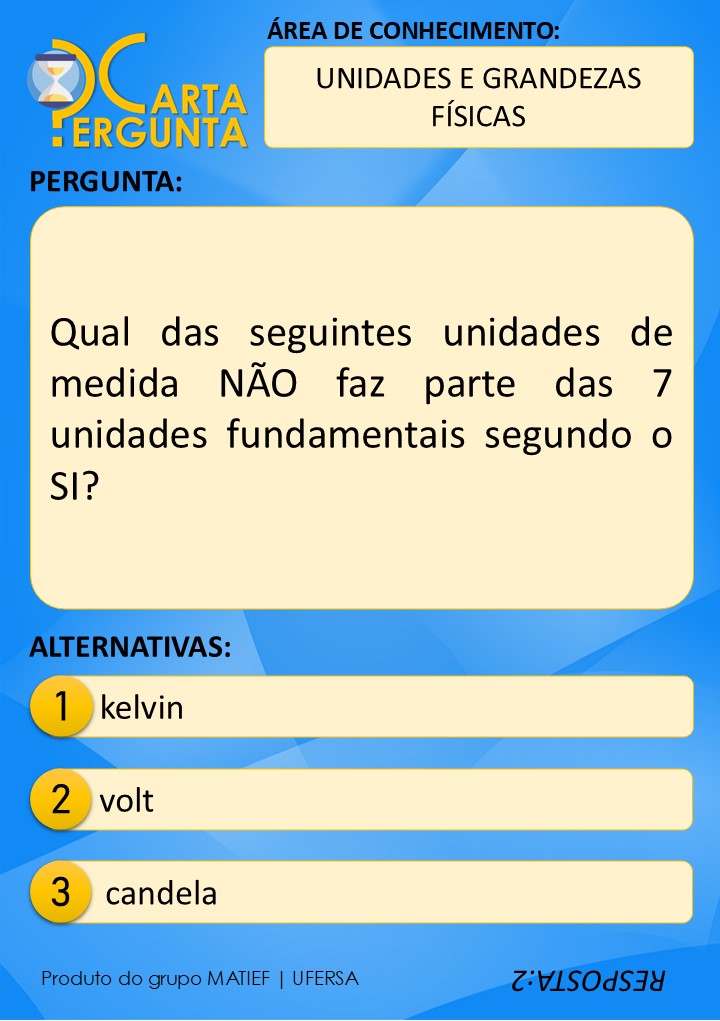 CARTA
PERGUNTA
ÁREA DE CONHECIMENTO:
UNIDADES E GRANDEZAS
FÍSICAS
PERGUNTA:
Qual das seguintes unidades de
medida NÃO faz parte das 7
unidades fundamentais segundo o
SI?
ALTERNATIVAS:
1 kelvin
2 volt
3 candela
Produto do grupo MATIEF | UFERSA
RESPOSTA:2